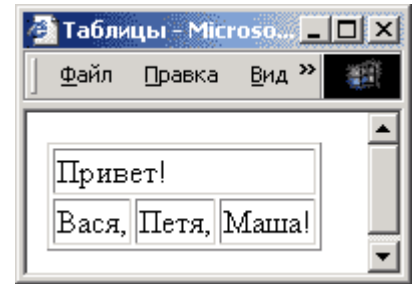 Таблицы - Microso...
Файл Правка Вид »
Привет!
Вася, Петя, Маша!